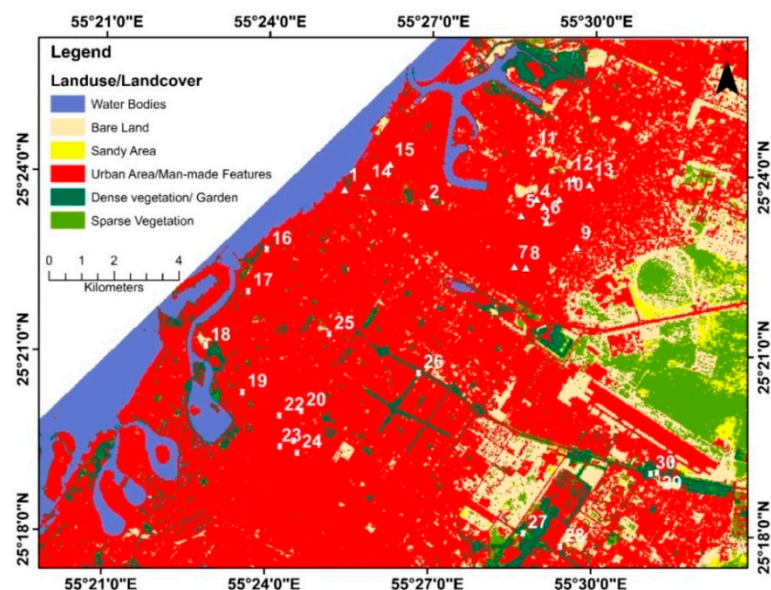 55°21'0"E 55°24'0"E 55°27'0"E 55°30'0"E
Legend
Landuse/Landcover
Water Bodies
Bare Land
Sandy Area
Urban Area/Man-made Features
Dense vegetation/ Garden
Sparse Vegetation
0 1 2 4
Kilometers
25°24'0"N
25°21'0"N
25°18'0"N
25°24'0"N
25°21'0"N
25°18'0"N
11
15
12
13
1
14
10
4
2
5
6
3
9
16
7
8
17
25
18
26
19
20
22
23
24
30
29
27
28
55°21'0"E 55°24'0"E 55°27'0"E 55°30'0"E